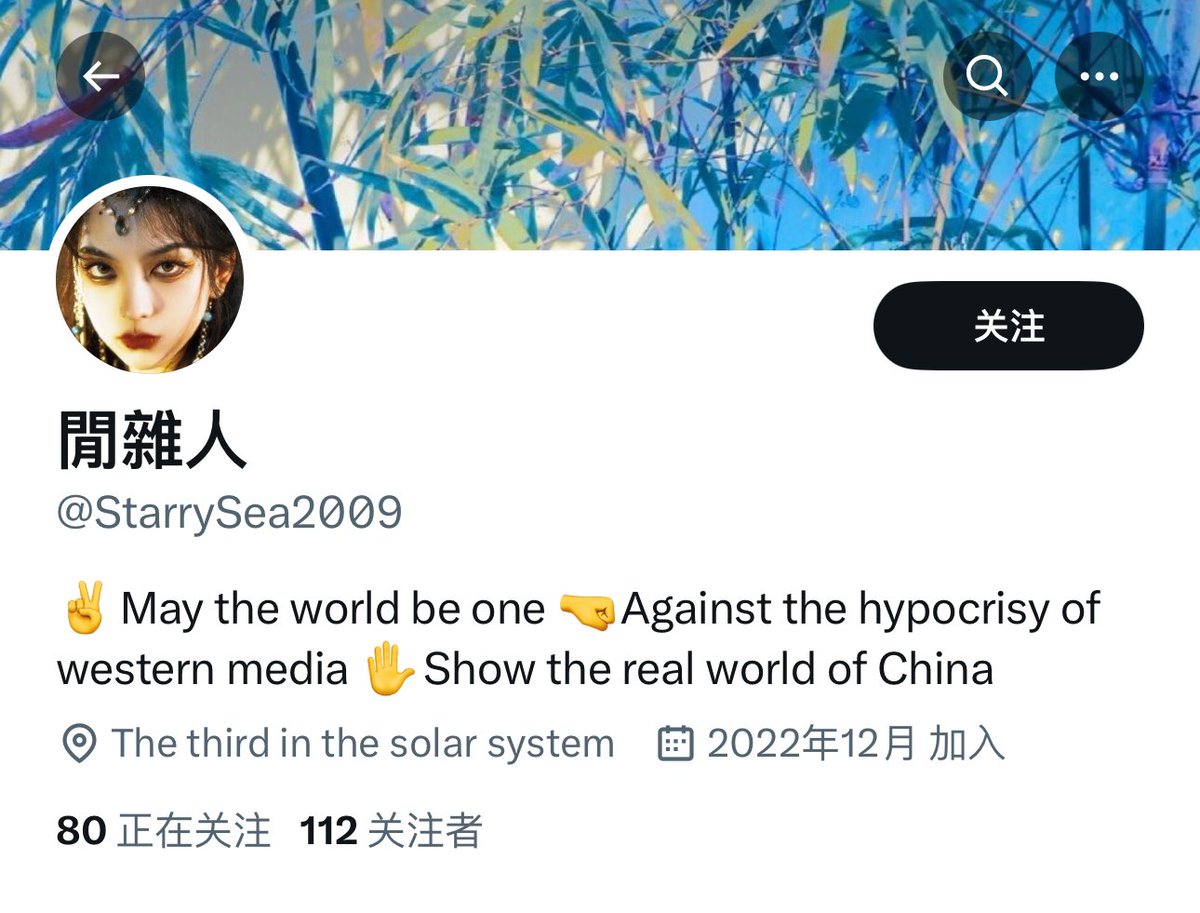 关注
閒雜人
@StarrySea2009
✌️ May the world be one 🤜Against the hypocrisy of
western media ✋Show the real world of China
The third in the solar system 2022年12月 加入
80 正在关注 112 关注者